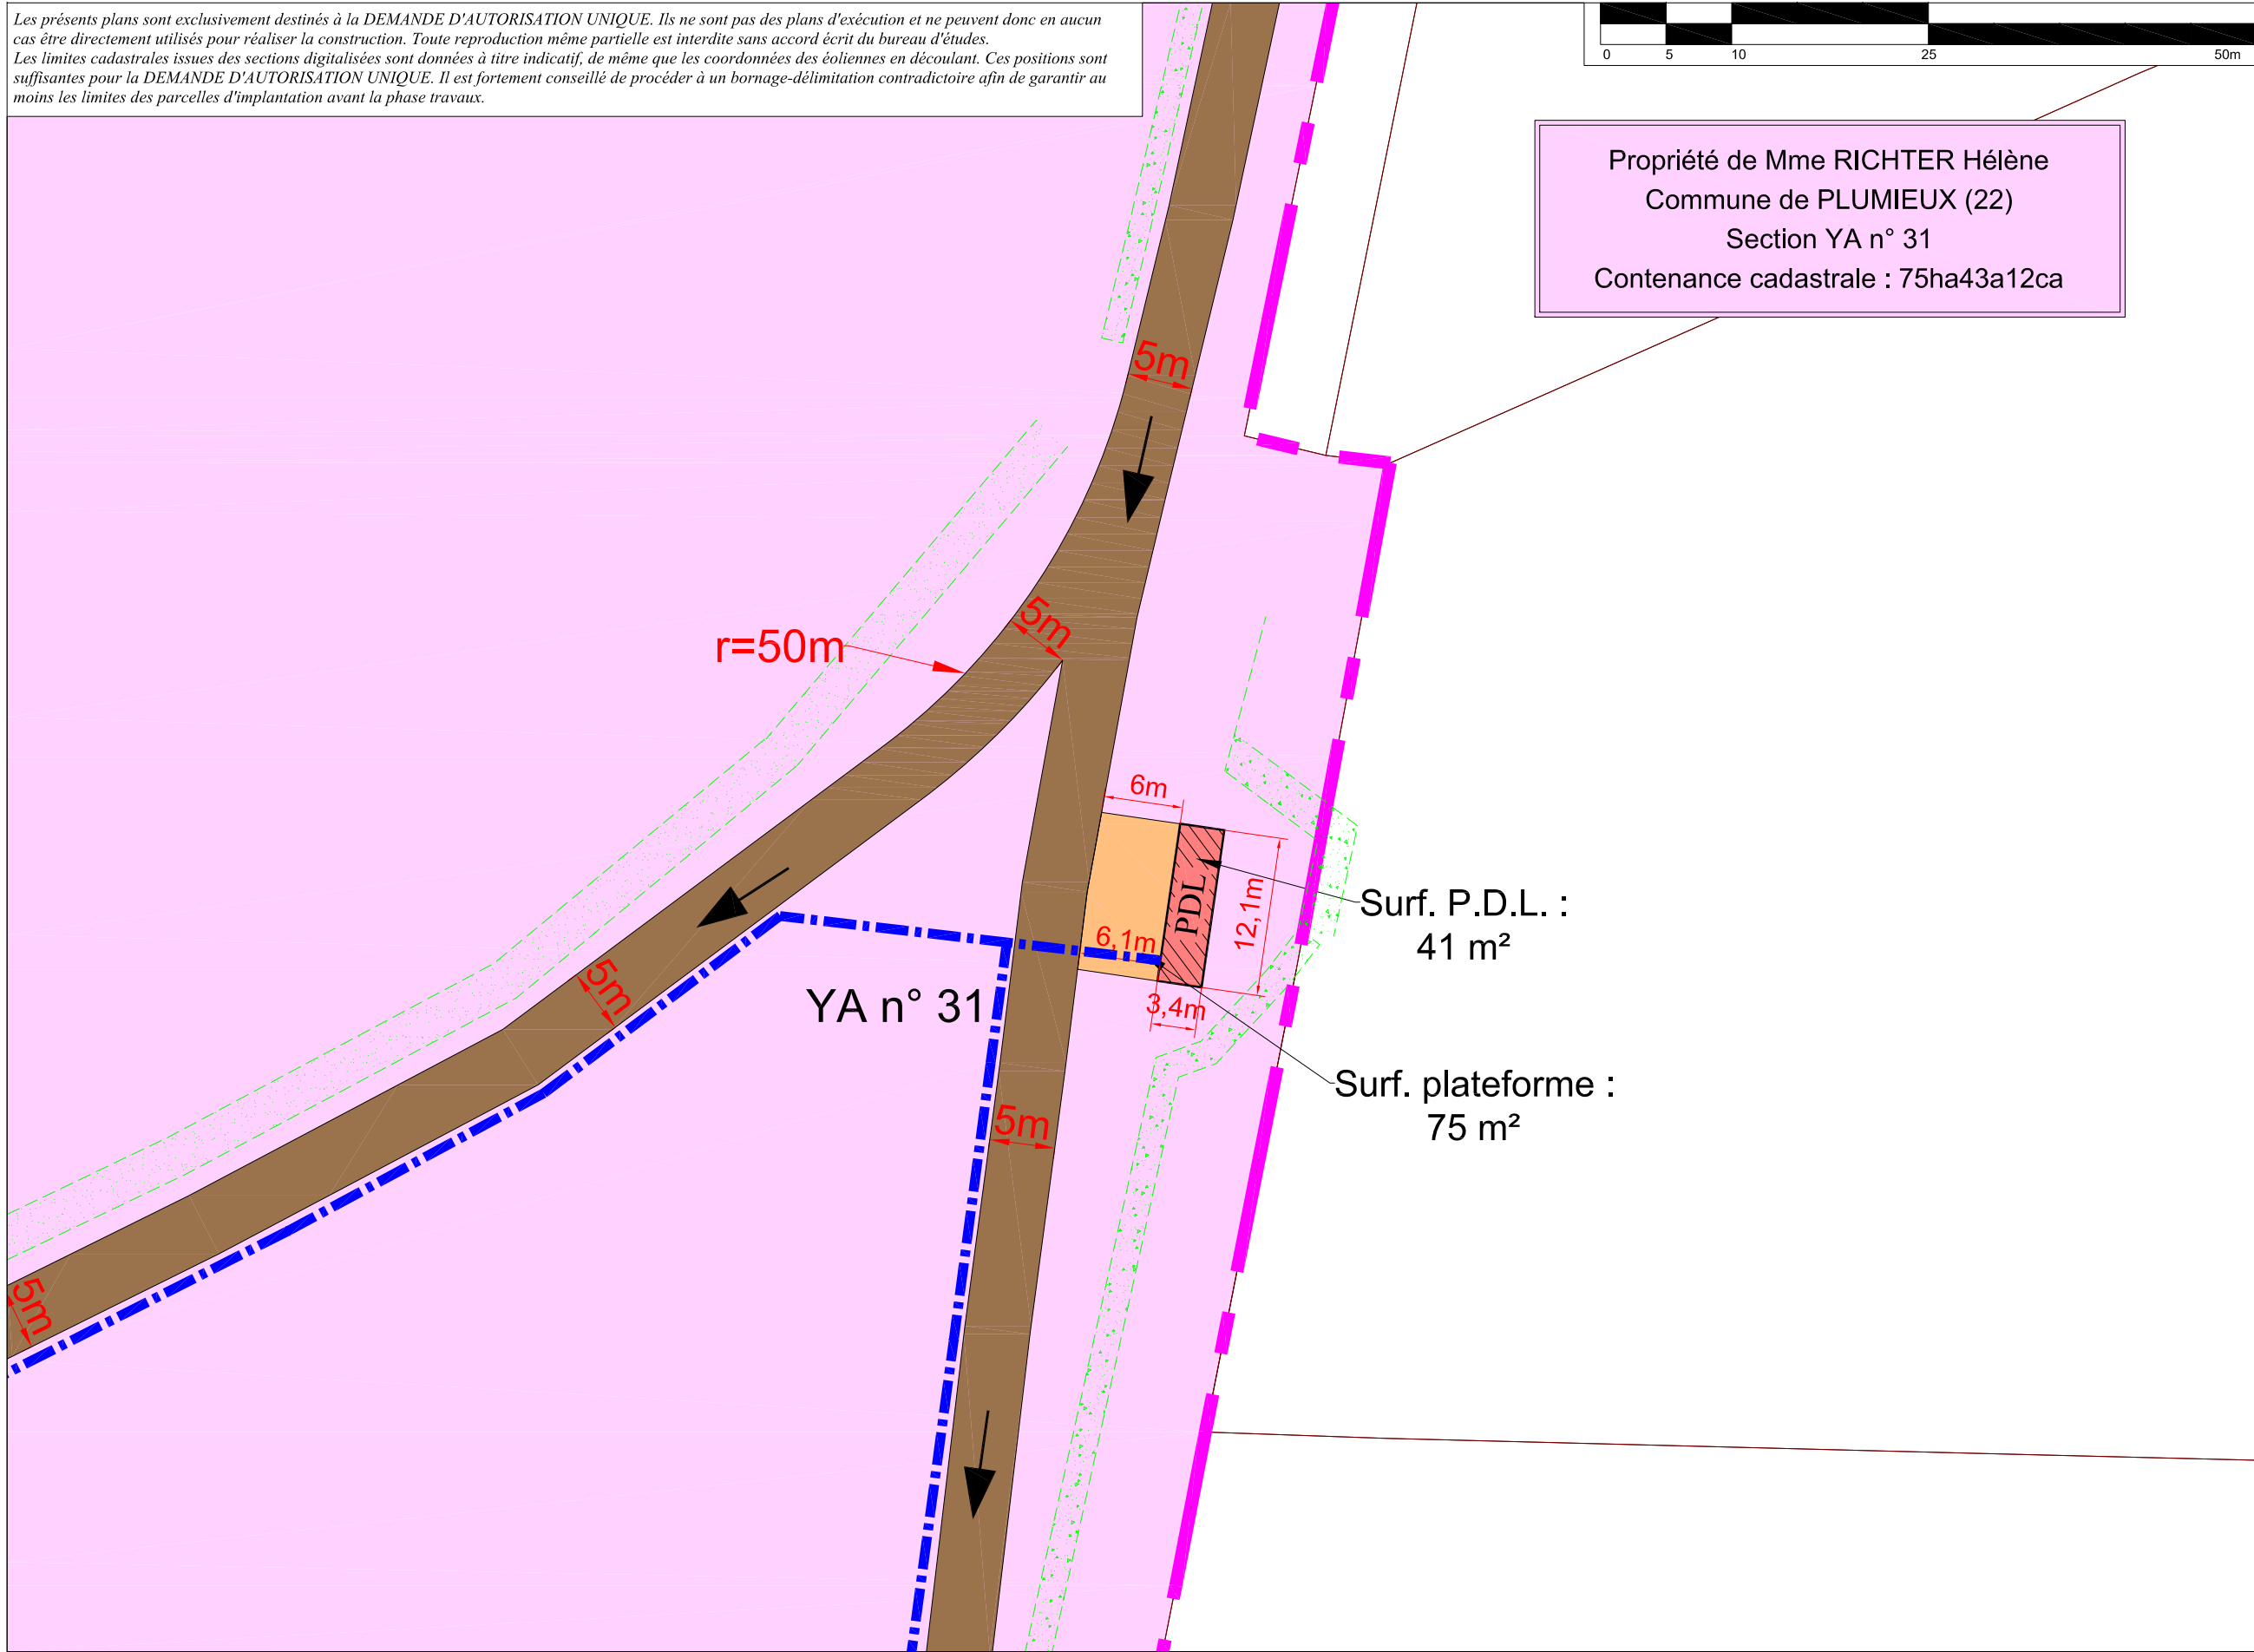 Les présents plans sont exclusivement destinés à la DEMANDE D'AUTORISATION UNIQUE. Ils ne sont pas des plans d'exécution et ne peuvent donc en aucun
cas être directement utilisés pour réaliser la construction. Toute reproduction même partielle est interdite sans accord écrit du bureau d'études.
Les limites cadastrales issues des sections digitalisées sont données à titre indicatif, de même que les coordonnées des éoliennes en découlant. Ces positions sont
suffisantes pour la DEMANDE D'AUTORISATION UNIQUE. Il est fortement conseillé de procéder à un bornage-délimitation contradictoire afin de garantir au
moins les limites des parcelles d'implantation avant la phase travaux.
0 5 10 25 50m
Propriété de Mme RICHTER Hélène
Commune de PLUMIEUX (22)
Section YA n° 31
Contenance cadastrale : 75ha43a12ca
5m
5m
r=50m
6m
PDL
12,1m
Surf. P.D.L. :
41 m²
6,1m
5m
YA n° 31
3,4m
Surf. plateforme :
75 m²
5m
5m